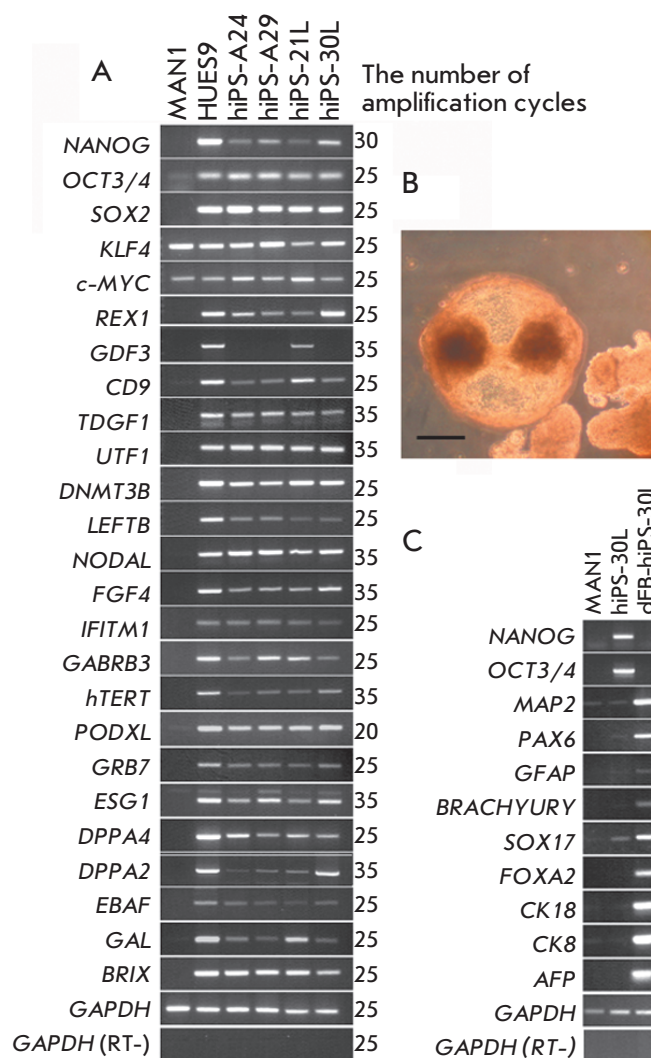 A
MAN1
HUES9
hiPS-A24
hiPS-A29
hiPS-21L
hiPS-30L
The number of
amplification cycles
NANOG 30
OCT3/4 25
SOX2 25
KLF4 25
c-MYC 25
REX1 25
GDF3 35
CD9 25
TDGF1 35
UTF1 35
DNMT3B 25
LEFTB 25
NODAL 35
FGF4 35
IFITM1 25
GABRB3 25
hTERT 35
PODXL 20
GRB7 25
ESG1 35
DPPA4 25
DPPA2 35
EBAF 25
GAL 25
BRIX 25
GAPDH 25
GAPDH (RT-) 25
B
C
MAN1
hiPS-30L
dEB-hiPS-30L
NANOG
OCT3/4
MAP2
PAX6
GFAP
BRACHYURY
SOX17
FOXA2
CK18
CK8
AFP
GAPDH
GAPDH (RT-)